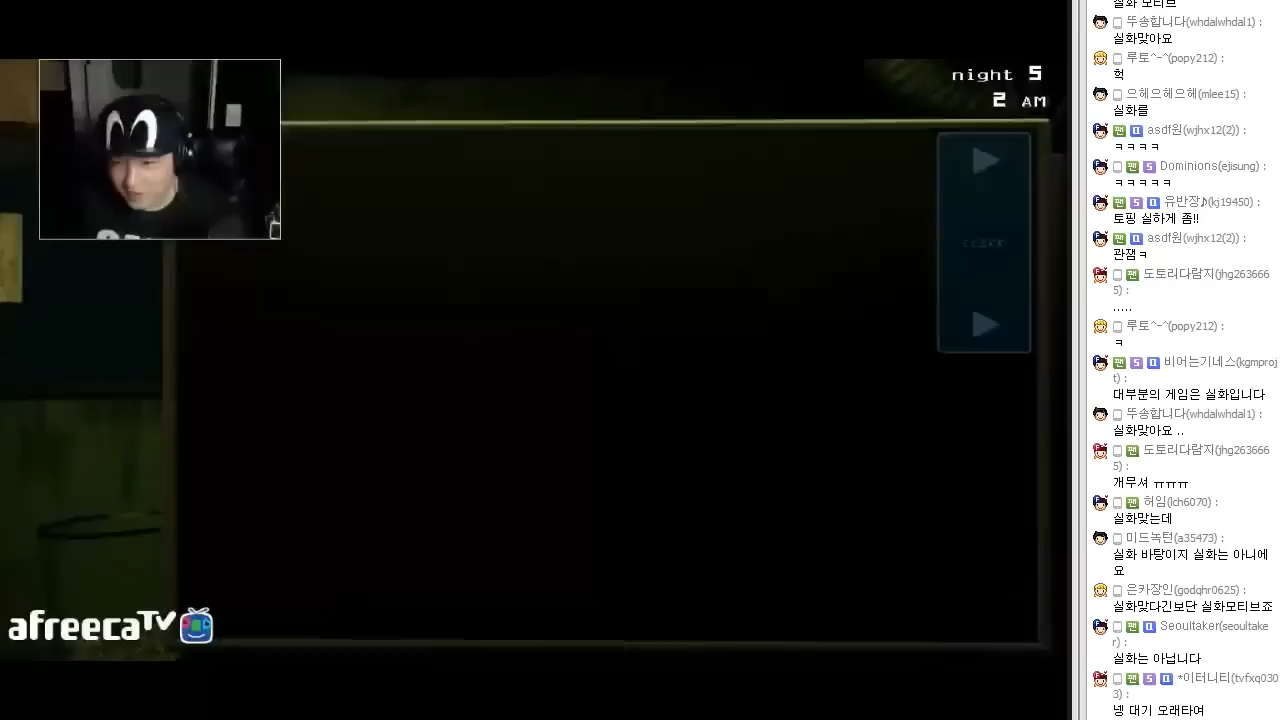 night 5
2 AM
afreecaTV
실화 모티브
뚜송합니다(whdalwhdal1) :
실화맞아요
루토^-^(popy212) :
헉
으헤으헤으헤(mlee15) :
실화를
팬 asdf원(wjhx12(2)) :
ㅋㅋㅋㅋ
팬 S Dominions(ejisung) :
ㅋㅋㅋㅋㅋ
팬 S 유반장♪(kj19450) :
토핑 실하게 좀!!
팬 asdf원(wjhx12(2)) :
관잼ㅋ
팬 도토리다람지(jhg263666
5) :
.....
루토^-^(popy212) :
ㅋ
팬 S 비어는기네스(kgmproj
t) :
대부분의 게임은 실화입니다
뚜송합니다(whdalwhdal1) :
실화맞아요 ..
팬 도토리다람지(jhg263666
5) :
개무셔 ㅠㅠㅠ
팬 허임(lch6070) :
실화맞는데
미드녹턴(a35473) :
실화 바탕이지 실화는 아니에
요
은카장인(godqhr0625) :
실화맞다긴보단 실화모티브죠
팬 Seoultaker(seoultake
r) :
실화는 아닙니다
팬 S *이터니티(tvfxq030
3) :
넹 대기 오래타여